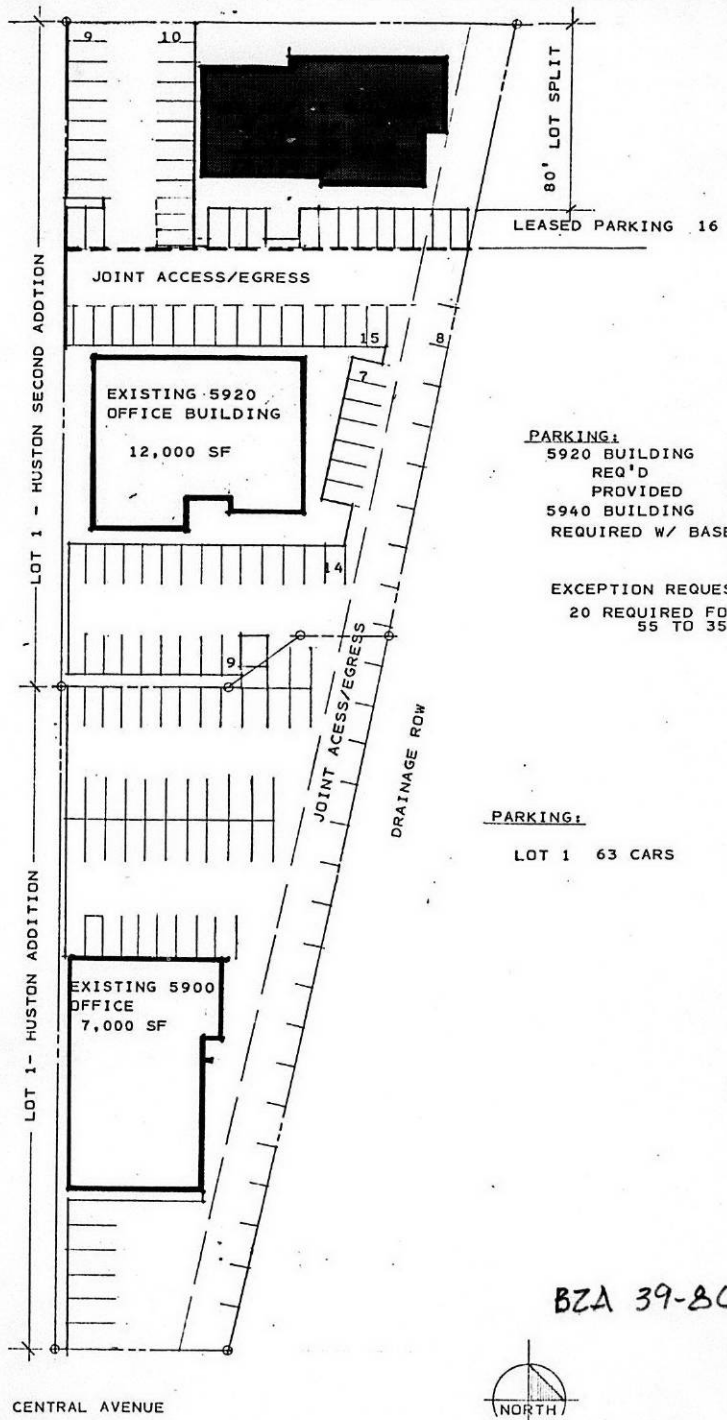 9
10
80' LOT SPLIT
LEASED PARKING 16
JOINT ACCESS/EGRESS
LOT 1 - HUSTON SECOND ADDTION
15
8
7
EXISTING 5920
OFFICE BUILDING
12,000 SF
PARKING:
5920 BUILDING
REQ'D
PROVIDED
5940 BUILDING
REQUIRED W/ BASE
14
EXCEPTION REQUES
20 REQUIRED FO
55 TO 35
9
JOINT ACESS/EGRESS
DRAINAGE ROW
PARKING:
LOT 1 63 CARS
LOT 1- HUSTON ADDITION
EXISTING 5900
OFFICE
7,000 SF
BZA 39-80
CENTRAL AVENUE
NORTH